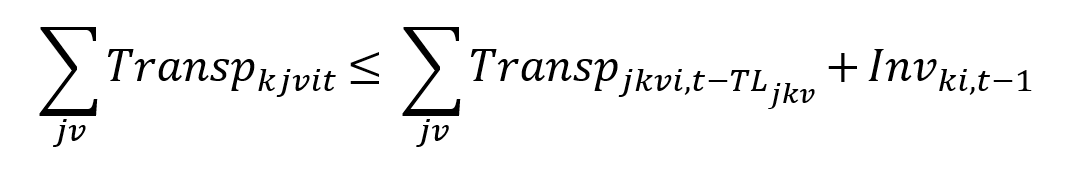 ∑_{jv} Transp_{kjvit} ≤ ∑_{jv} Transp_{jkvi,t−TL_{jkv}} + Inv_{ki,t−1}